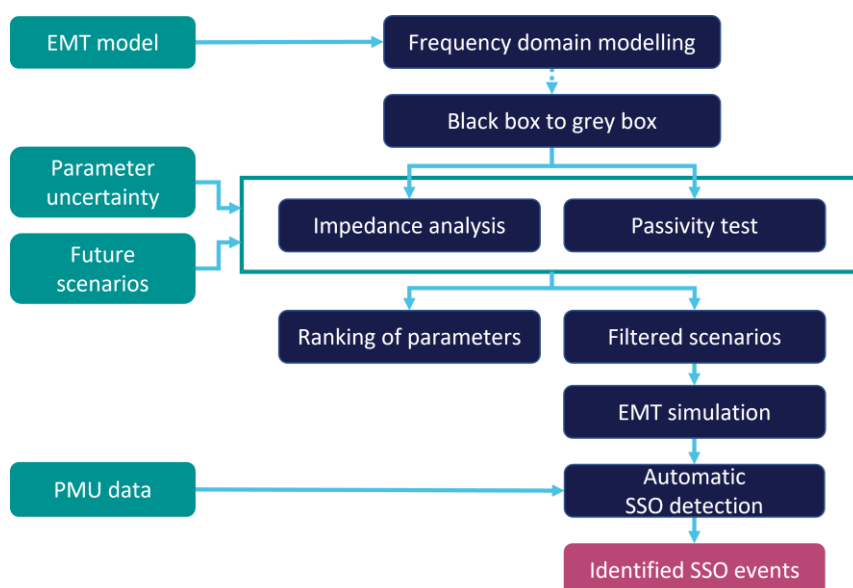 EMT model
Frequency domain modelling
Black box to grey box
Parameter
uncertainty
Impedance analysis
Passivity test
Future
scenarios
Ranking of parameters
Filtered scenarios
EMT simulation
PMU data
Automatic
SSO detection
Identified SSO events